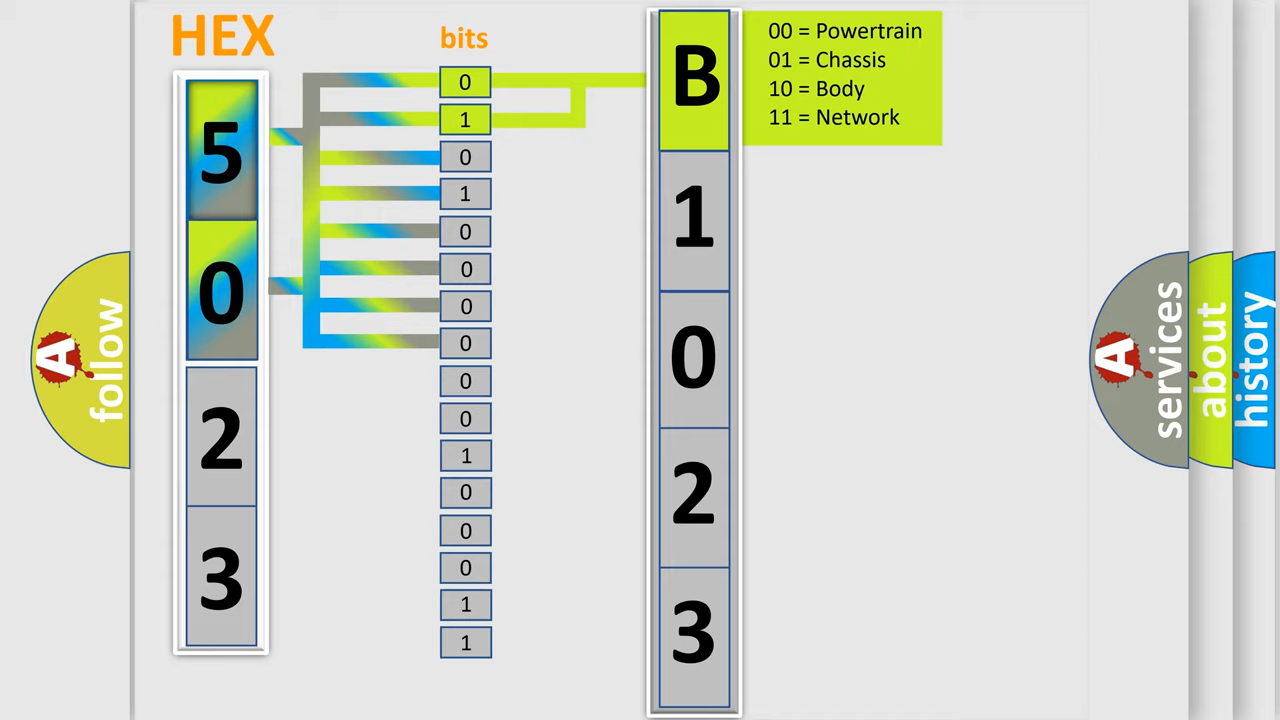 HEX
bits
5
0
2
3
0
1
0
1
0
0
0
0
0
0
1
0
0
0
1
1
B
1
0
2
3
00 = Powertrain
01 = Chassis
10 = Body
11 = Network
A
follow
A
services
about
history